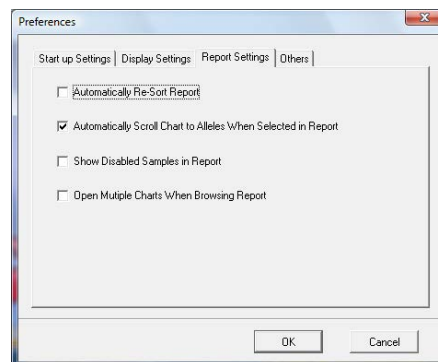 Preferences
Start up Settings Display Settings Report Settings Others
Automatically Re-Sort Report
Automatically Scroll Chart to Alleles When Selected in Report
Show Disabled Samples in Report
Open Mutiple Charts When Browsing Report
OK Cancel